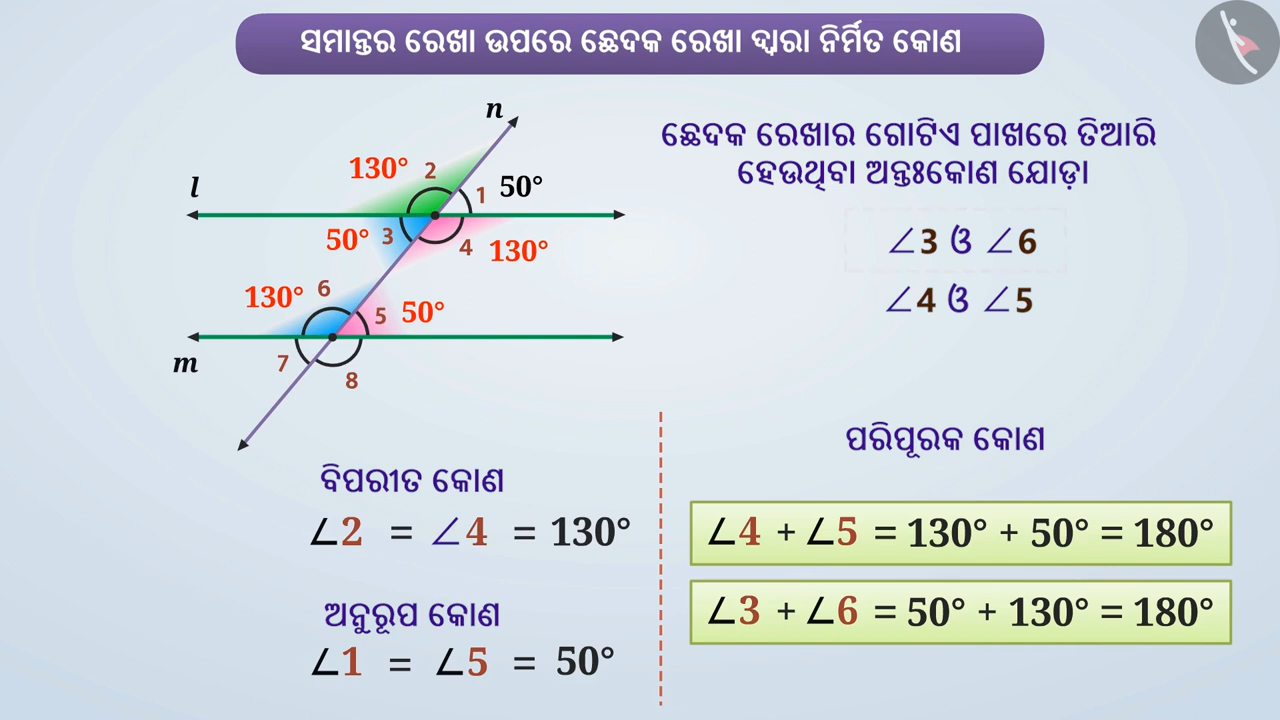 ସମାନ୍ତର ରେଖା ଉପରେ ଛେଦକ ରେଖା ଦ୍ୱାରା ନିର୍ମିତ କୋଣ
n
130° 2
1 50°
l
50° 3
4 130°
130° 6
5 50°
m
7
8
ଛେଦକ ରେଖାର ଗୋଟିଏ ପାଖରେ ତିଆରି
ହେଉଥିବା ଅନ୍ତଃକୋଣ ଯୋଡ଼ା
∠3 ଓ ∠6
∠4 ଓ ∠5
ବିପରୀତ କୋଣ
∠2 = ∠4 = 130°
ଅନୁରୂପ କୋଣ
∠1 = ∠5 = 50°
ପରିପୂରକ କୋଣ
∠4 + ∠5 = 130° + 50° = 180°
∠3 + ∠6 = 50° + 130° = 180°